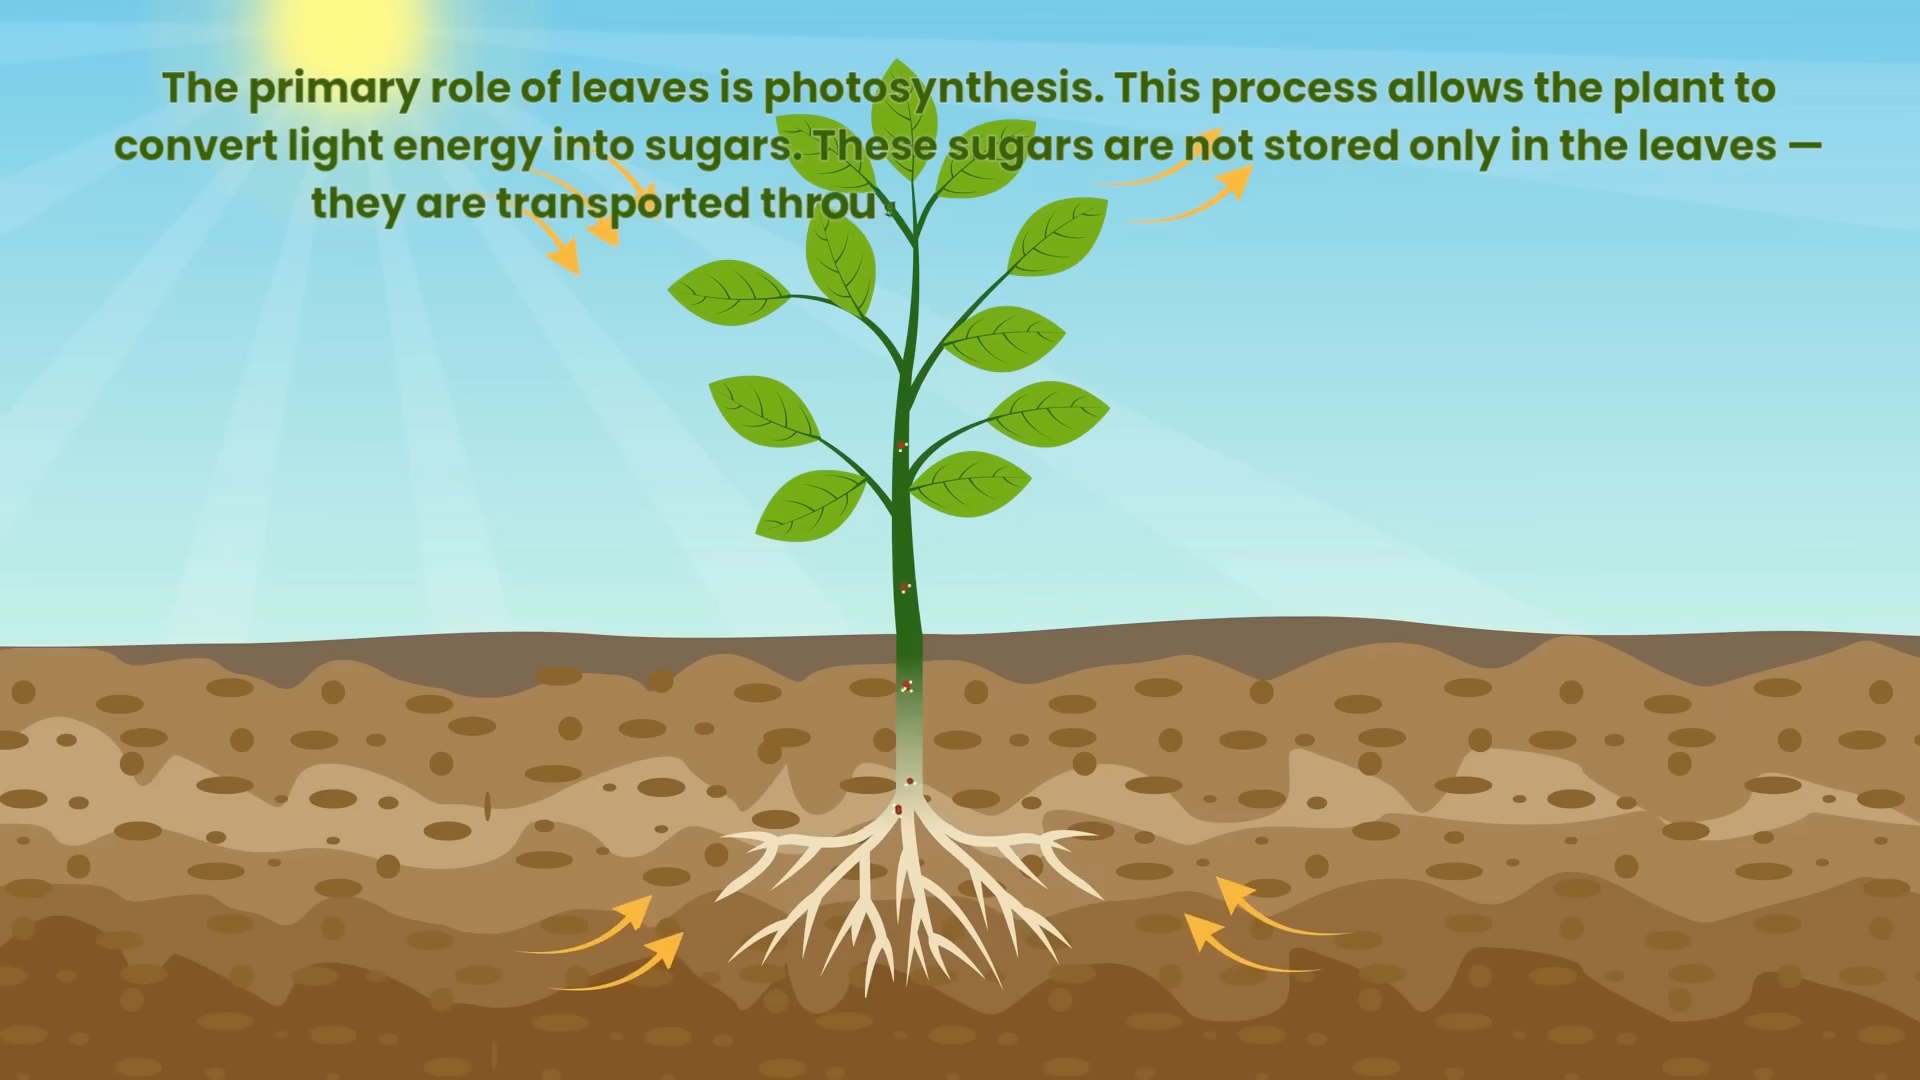 The primary role of leaves is photosynthesis. This process allows the plant to
convert light energy into sugars. These sugars are not stored only in the leaves —
they are transported throu